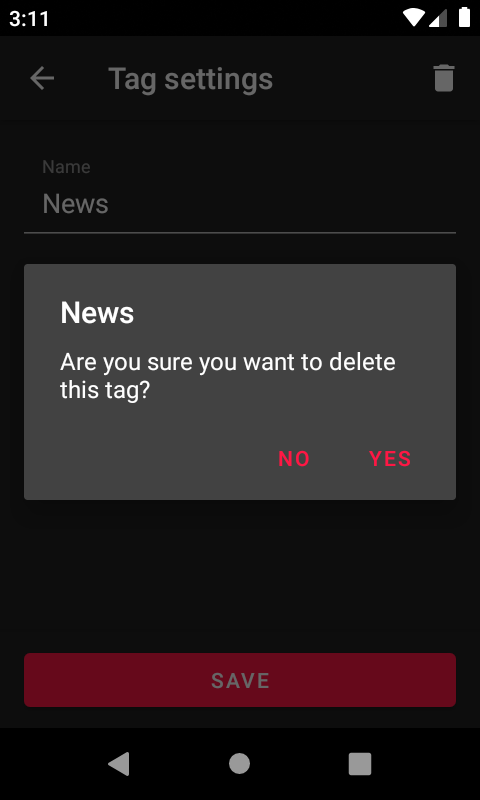 3:11
Tag settings
Name
News
News
Are you sure you want to delete
this tag?
NO YES
SAVE